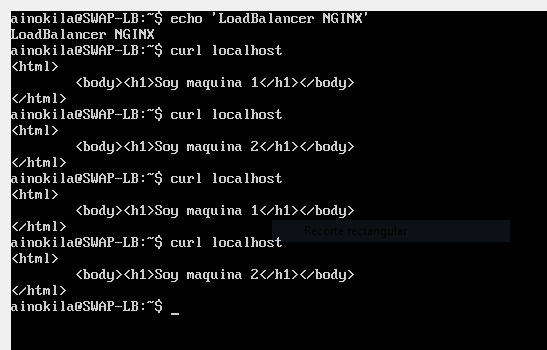 ainokila@SWAP-LB:~$ echo 'LoadBalancer NGINX'
LoadBalancer NGINX
ainokila@SWAP-LB:~$ curl localhost
<html>
        <body><h1>Soy maquina 1</h1></body>
</html>
ainokila@SWAP-LB:~$ curl localhost
<html>
        <body><h1>Soy maquina 2</h1></body>
</html>
ainokila@SWAP-LB:~$ curl localhost
<html>
        <body><h1>Soy maquina 1</h1></body>
</html>
Recorte rectangular
ainokila@SWAP-LB:~$ curl localhost
<html>
        <body><h1>Soy maquina 2</h1></body>
</html>
ainokila@SWAP-LB:~$ _